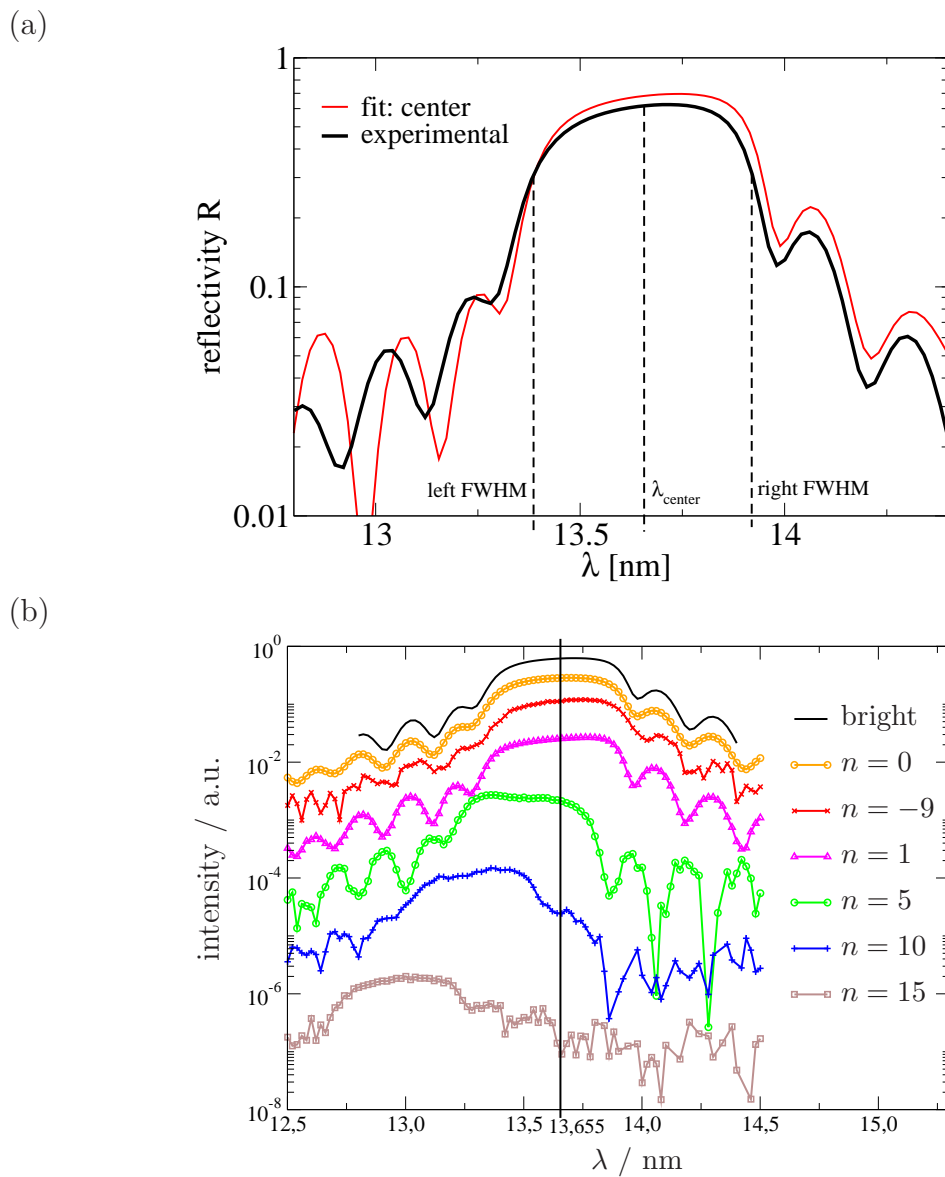 (a)
1
fit: center
experimental
reflectivity R
0.1
left FWHM
λcenter
right FWHM
0.01
13
13.5
14
λ [nm]
(b)
10^0
bright
n = 0
10^-2
n = −9
intensity / a.u.
n = 1
10^-4
n = 5
n = 10
10^-6
n = 15
10^-8
12,5
13,0
13,5
13,655
14,0
14,5
15,0
λ / nm